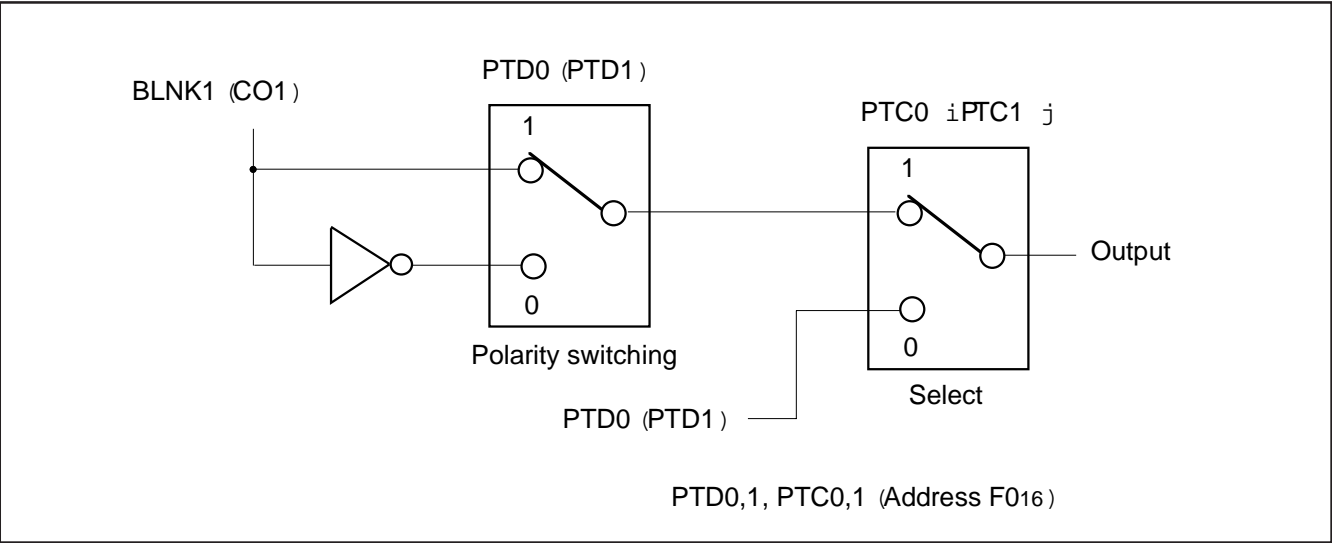 PTD0 (PTD1)
BLNK1 (CO1)
PTC0 iPTC1 j
1
1
Output
0
0
Polarity switching
Select
PTD0 (PTD1)
PTD0,1, PTC0,1 (Address F016)